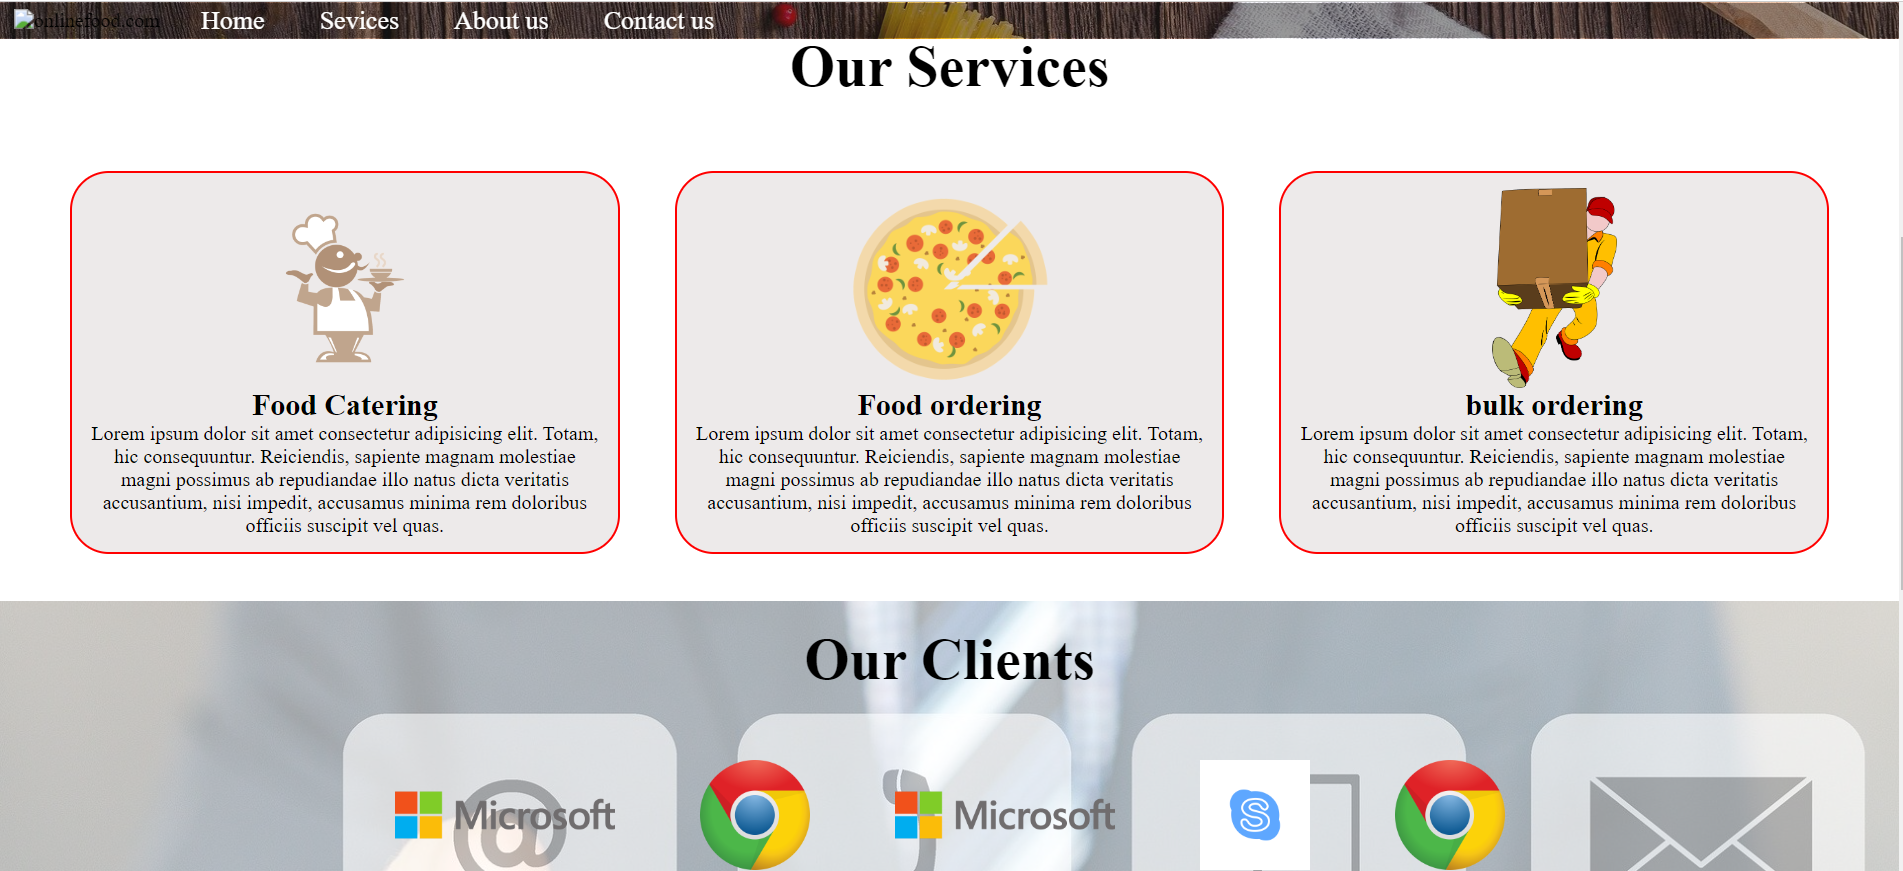 onlinefood.com Home Sevices About us Contact us
Our Services
Food Catering
Lorem ipsum dolor sit amet consectetur adipisicing elit. Totam,
hic consequuntur. Reiciendis, sapiente magnam molestiae
magni possimus ab repudiandae illo natus dicta veritatis
accusantium, nisi impedit, accusamus minima rem doloribus
officiis suscipit vel quas.
Food ordering
Lorem ipsum dolor sit amet consectetur adipisicing elit. Totam,
hic consequuntur. Reiciendis, sapiente magnam molestiae
magni possimus ab repudiandae illo natus dicta veritatis
accusantium, nisi impedit, accusamus minima rem doloribus
officiis suscipit vel quas.
bulk ordering
Lorem ipsum dolor sit amet consectetur adipisicing elit. Totam,
hic consequuntur. Reiciendis, sapiente magnam molestiae
magni possimus ab repudiandae illo natus dicta veritatis
accusantium, nisi impedit, accusamus minima rem doloribus
officiis suscipit vel quas.
Our Clients
@
Microsoft
Microsoft
S